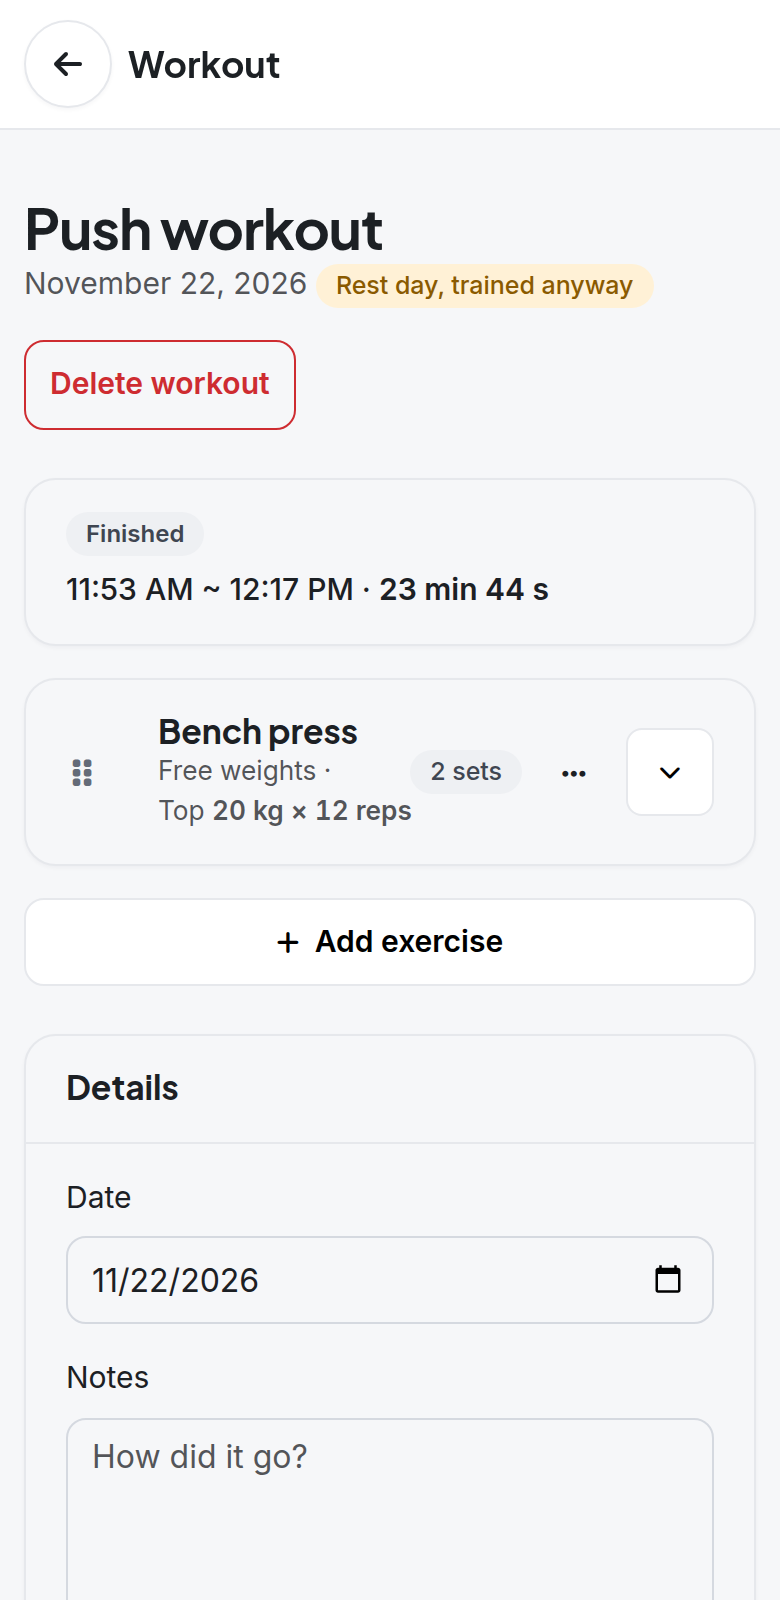 Workout
Push workout
November 22, 2026 Rest day, trained anyway
Delete workout
Finished
11:53 AM ~ 12:17 PM · 23 min 44 s
Bench press
Free weights ·
Top 20 kg × 12 reps
2 sets
Add exercise
Details
Date
11/22/2026
Notes
How did it go?